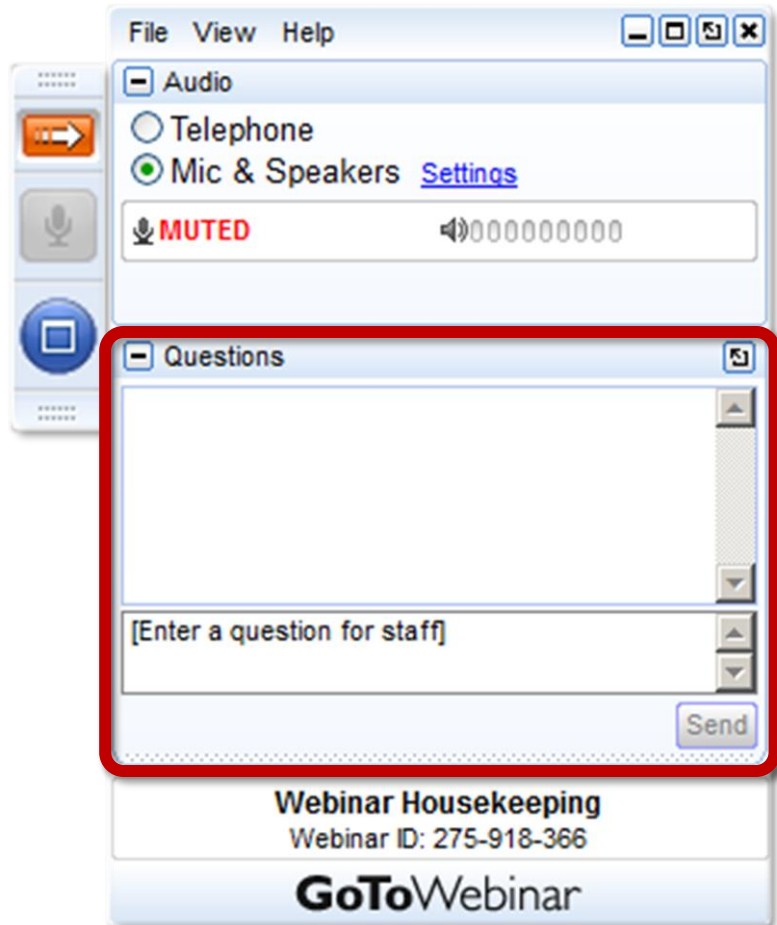 File View Help
Audio
Telephone
Mic & Speakers Settings
MUTED 000000000
Questions
[Enter a question for staff]
Send
Webinar Housekeeping
Webinar ID: 275-918-366
GoToWebinar